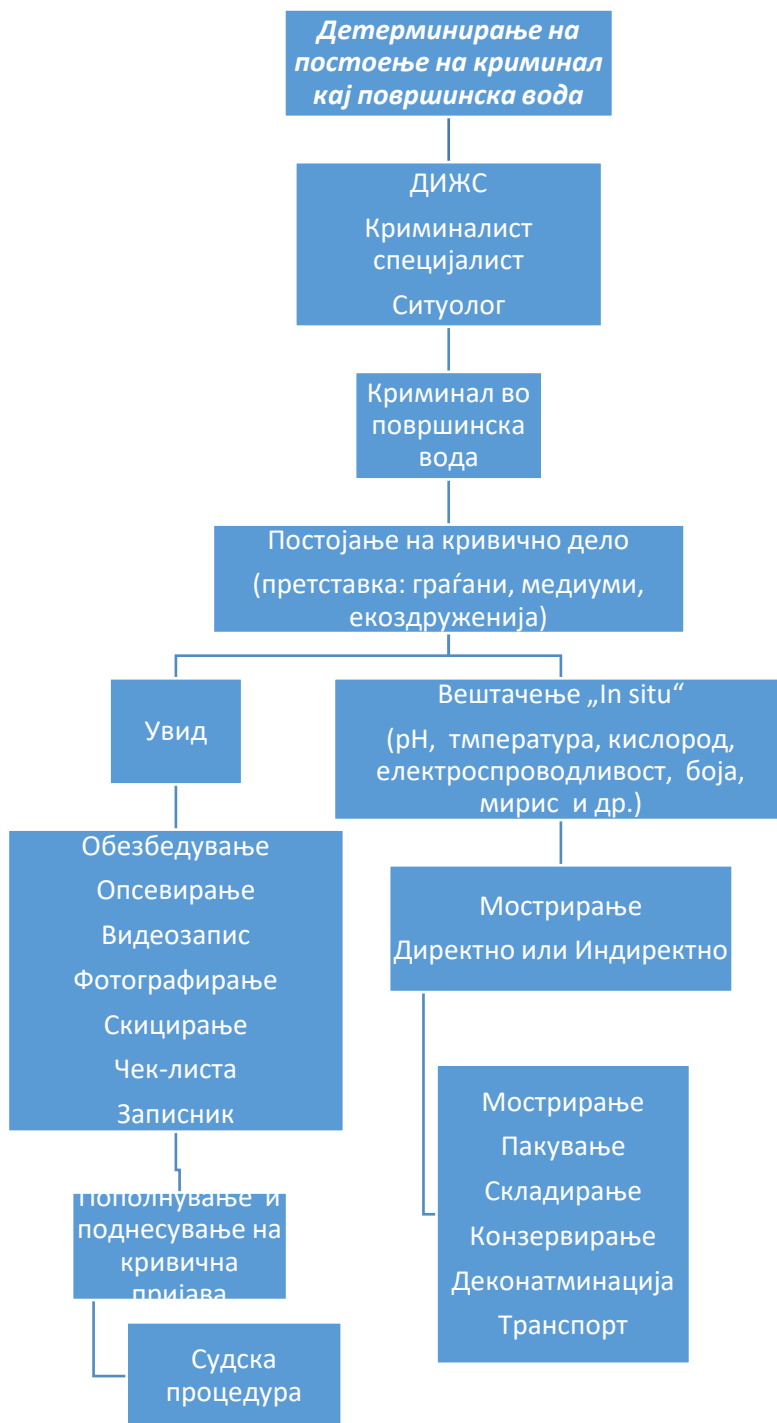 Детерминирање на
постоење на криминал
кај површинска вода
ДИЖС
Криминалист
специјалист
Ситуолог
Криминал во
површинска
вода
Постојање на кривично дело
(претставка: граѓани, медиуми,
екоздруженија)
Увид
Обезбедување
Опсевирање
Видеозапис
Фотографирање
Скицирање
Чек-листа
Записник
Пополнување и
поднесување на
кривична
пријава
Судска
процедура
Вештачење „In situ“
(pH, тмпература, кислород,
електроспроводливост, боја,
мирис и др.)
Мострирање
Директно или Индиректно
Мострирање
Пакување
Складирање
Конзервирање
Деконатминација
Транспорт